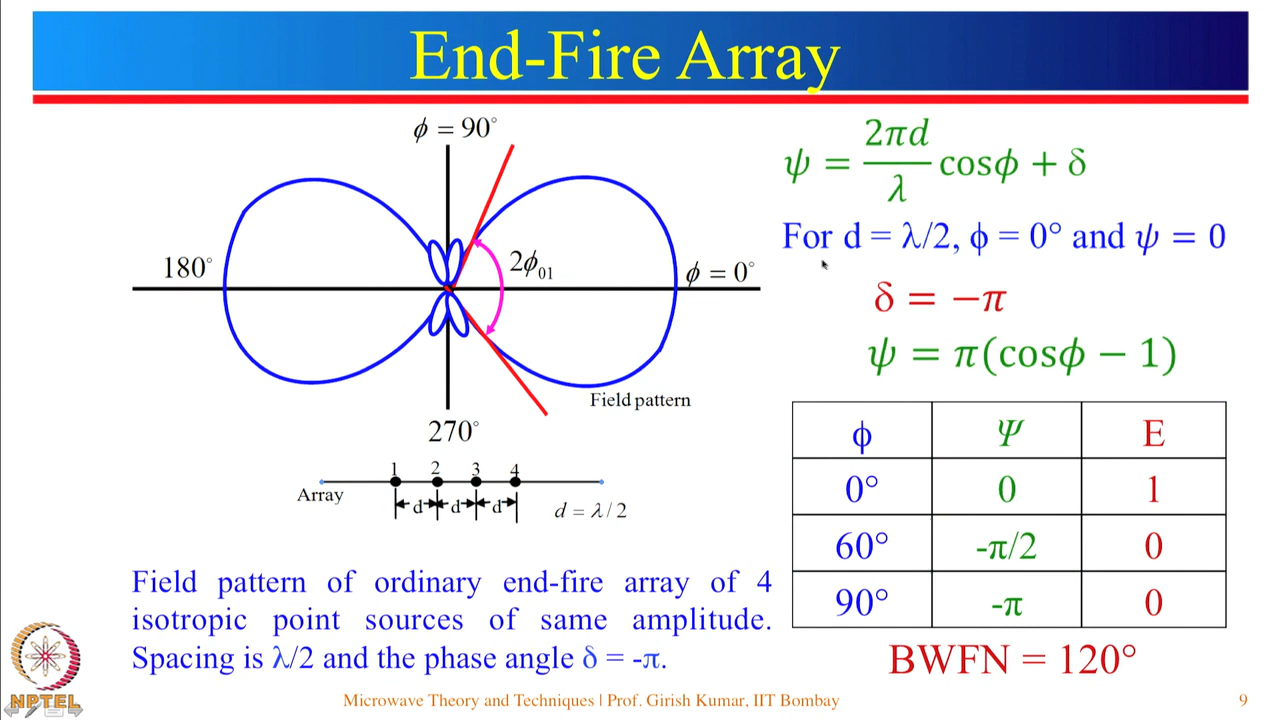 End-Fire Array
ϕ = 90°
180°
2ϕ₀₁
ϕ = 0°
Field pattern
270°
1 2 3 4
Array
d d d
d = λ / 2
Field pattern of ordinary end-fire array of 4
isotropic point sources of same amplitude.
Spacing is λ/2 and the phase angle δ = -π.
ψ = 2πd/λ cosϕ + δ
For d = λ/2, ϕ = 0° and ψ = 0
δ = −π
ψ = π(cosϕ − 1)
ϕ Ψ E
0° 0 1
60° -π/2 0
90° -π 0
BWFN = 120°
NPTEL
Microwave Theory and Techniques | Prof. Girish Kumar, IIT Bombay
9